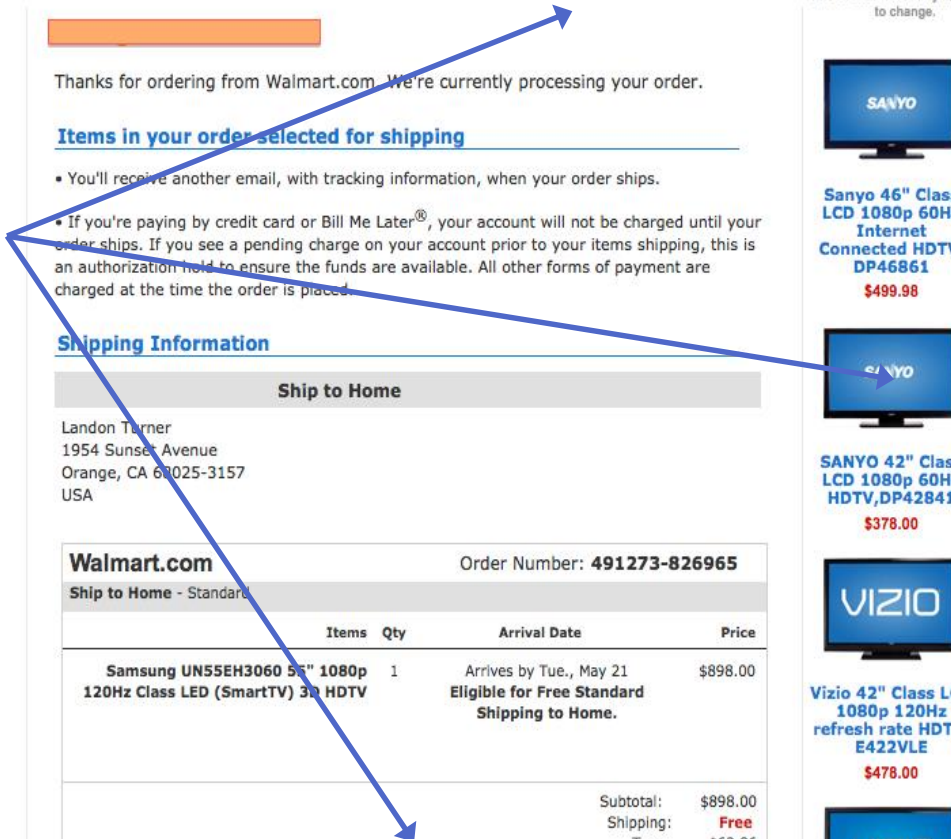 to change.
Thanks for ordering from Walmart.com. We're currently processing your order.
Items in your order selected for shipping
• You'll receive another email, with tracking information, when your order ships.
• If you're paying by credit card or Bill Me Later®, your account will not be charged until your
order ships. If you see a pending charge on your account prior to your items shipping, this is
an authorization hold to ensure the funds are available. All other forms of payment are
charged at the time the order is placed.
Shipping Information
Ship to Home
Landon Turner
1954 Sunset Avenue
Orange, CA 68025-3157
USA
Walmart.com Order Number: 491273-826965
Ship to Home - Standard
Items Qty Arrival Date Price
Samsung UN55EH3060 55" 1080p 1 Arrives by Tue., May 21 $898.00
120Hz Class LED (SmartTV) 3D HDTV Eligible for Free Standard
Shipping to Home.
Subtotal: $898.00
Shipping: Free
SANYO
Sanyo 46" Clas
LCD 1080p 60H
Internet
Connected HDTV
DP46861
$499.98
SANYO
SANYO 42" Clas
LCD 1080p 60H
HDTV,DP42841
$378.00
VIZIO
Vizio 42" Class L
1080p 120Hz
refresh rate HDT
E422VLE
$478.00